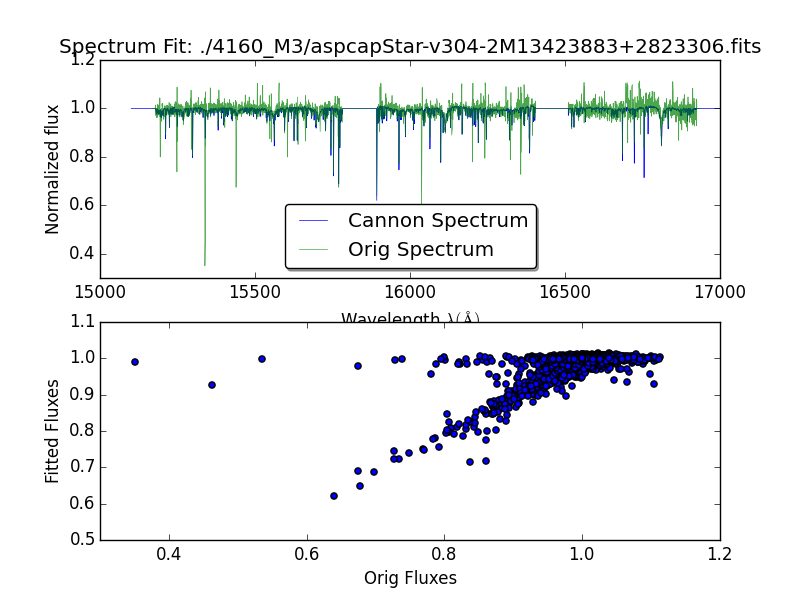 Spectrum Fit: ./4160_M3/aspcapStar-v304-2M13423883+2823306.fits
1.2
1.0
0.8
0.6
0.4
Normalized flux
Cannon Spectrum
Orig Spectrum
15000 15500 16000 16500 17000
Wavelength λ(Å)
1.1
1.0
0.9
0.8
0.7
0.6
0.5
Fitted Fluxes
0.4 0.6 0.8 1.0 1.2
Orig Fluxes